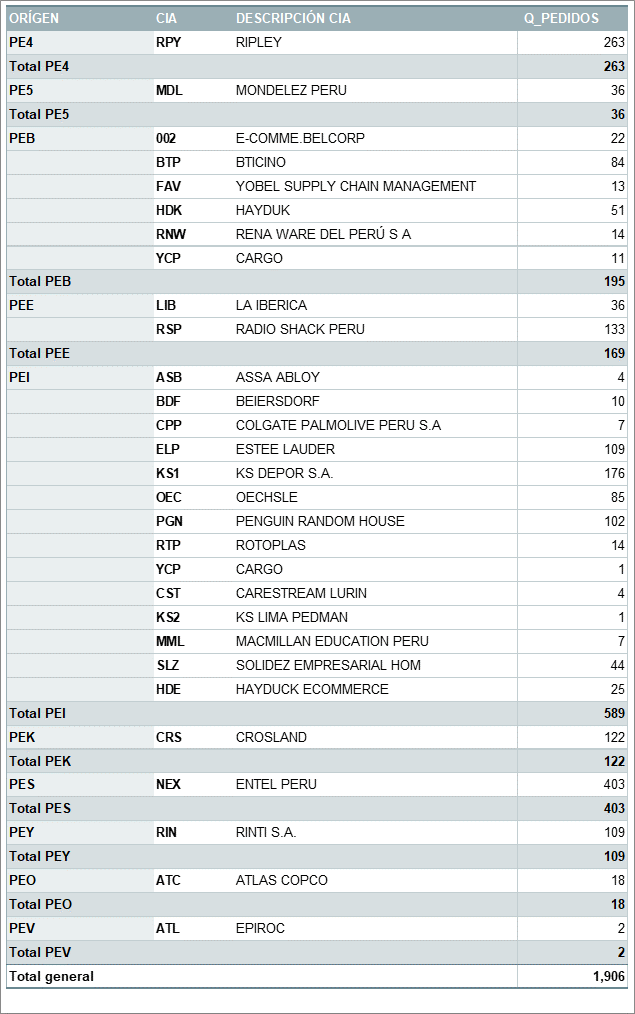 ORÍGEN CIA DESCRIPCIÓN CIA Q_PEDIDOS
PE4 RPY RIPLEY 263
Total PE4 263
PE5 MDL MONDELEZ PERU 36
Total PE5 36
PEB 002 E-COMME.BELCORP 22
BTP BTICINO 84
FAV YOBEL SUPPLY CHAIN MANAGEMENT 13
HDK HAYDUK 51
RNW RENA WARE DEL PERÚ S A 14
YCP CARGO 11
Total PEB 195
PEE LIB LA IBERICA 36
RSP RADIO SHACK PERU 133
Total PEE 169
PEI ASB ASSA ABLOY 4
BDF BEIERSDORF 10
CPP COLGATE PALMOLIVE PERU S.A 7
ELP ESTEE LAUDER 109
KS1 KS DEPOR S.A. 176
OEC OECHSLE 85
PGN PENGUIN RANDOM HOUSE 102
RTP ROTOPLAS 14
YCP CARGO 1
CST CARESTREAM LURIN 4
KS2 KS LIMA PEDMAN 1
MML MACMILLAN EDUCATION PERU 7
SLZ SOLIDEZ EMPRESARIAL HOM 44
HDE HAYDUCK ECOMMERCE 25
Total PEI 589
PEK CRS CROSLAND 122
Total PEK 122
PES NEX ENTEL PERU 403
Total PES 403
PEY RIN RINTI S.A. 109
Total PEY 109
PEO ATC ATLAS COPCO 18
Total PEO 18
PEV ATL EPIROC 2
Total PEV 2
Total general 1,906